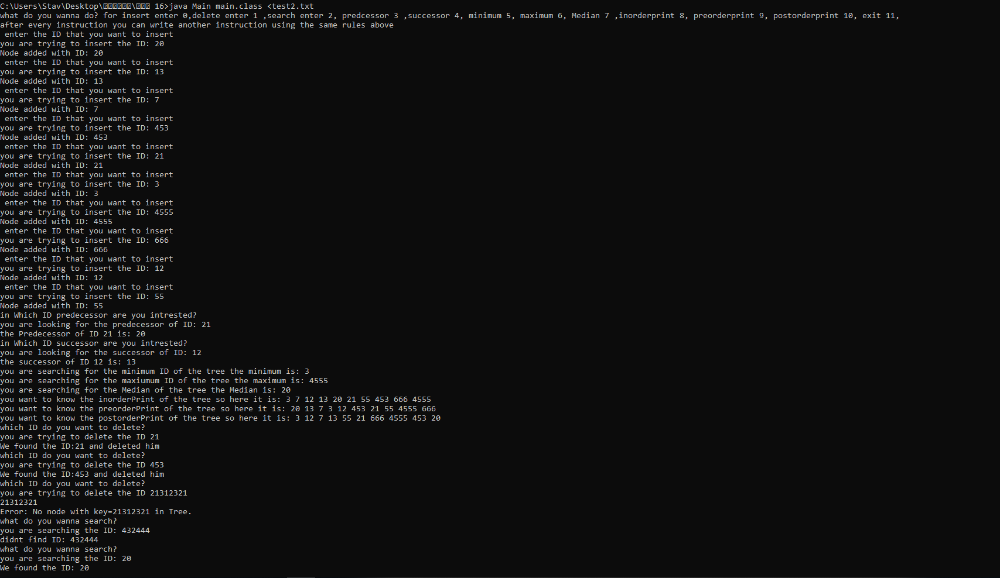 C:\Users\Stav\Desktop\ 16>java Main main.class <test2.txt
what do you wanna do? for insert enter 0,delete enter 1 ,search enter 2, predcessor 3 ,successor 4, minimum 5, maximum 6, Median 7 ,inorderprint 8, preorderprint 9, postorderprint 10, exit 11,
after every instruction you can write another instruction using the same rules above
 enter the ID that you want to insert
you are trying to insert the ID: 20
Node added with ID: 20
 enter the ID that you want to insert
you are trying to insert the ID: 13
Node added with ID: 13
 enter the ID that you want to insert
you are trying to insert the ID: 7
Node added with ID: 7
 enter the ID that you want to insert
you are trying to insert the ID: 453
Node added with ID: 453
 enter the ID that you want to insert
you are trying to insert the ID: 21
Node added with ID: 21
 enter the ID that you want to insert
you are trying to insert the ID: 3
Node added with ID: 3
 enter the ID that you want to insert
you are trying to insert the ID: 4555
Node added with ID: 4555
 enter the ID that you want to insert
you are trying to insert the ID: 666
Node added with ID: 666
 enter the ID that you want to insert
you are trying to insert the ID: 12
Node added with ID: 12
 enter the ID that you want to insert
you are trying to insert the ID: 55
Node added with ID: 55
in Which ID predecessor are you intrested?
you are looking for the predecessor of ID: 21
the Predecessor of ID 21 is: 20
in Which ID successor are you intrested?
you are looking for the successor of ID: 12
the successor of ID 12 is: 13
you are searching for the minimum ID of the tree the minimum is: 3
you are searching for the maxiumum ID of the tree the maximum is: 4555
you are searching for the Median of the tree the Median is: 20
you want to know the inorderPrint of the tree so here it is: 3 7 12 13 20 21 55 453 666 4555
you want to know the preorderPrint of the tree so here it is: 20 13 7 3 12 453 21 55 4555 666
you want to know the postorderPrint of the tree so here it is: 3 12 7 13 55 21 666 4555 453 20
which ID do you want to delete?
you are trying to delete the ID 21
We found the ID:21 and deleted him
which ID do you want to delete?
you are trying to delete the ID 453
We found the ID:453 and deleted him
which ID do you want to delete?
you are trying to delete the ID 21312321
21312321
Error: No node with key=21312321 in Tree.
what do you wanna search?
you are searching the ID: 432444
didnt find ID: 432444
what do you wanna search?
you are searching the ID: 20
We found the ID: 20